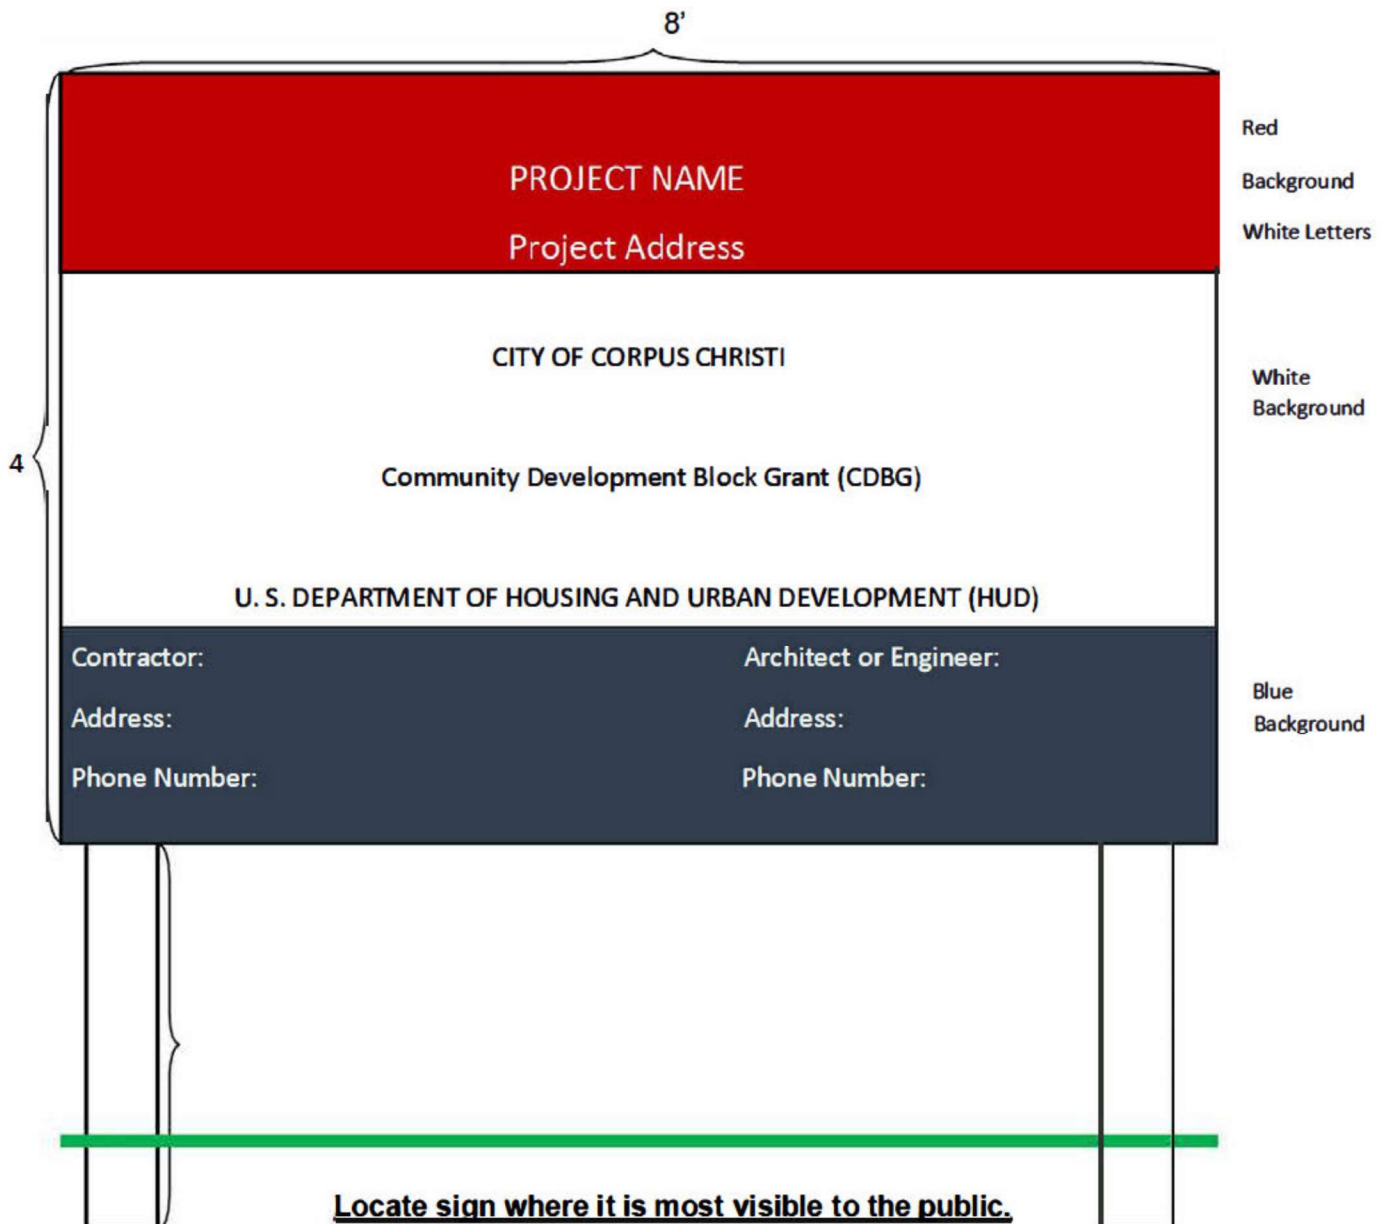 8’
PROJECT NAME
Project Address
Red
Background
White Letters
CITY OF CORPUS CHRISTI
White
Background
4
Community Development Block Grant (CDBG)
U. S. DEPARTMENT OF HOUSING AND URBAN DEVELOPMENT (HUD)
Contractor: Architect or Engineer:
Address: Address:
Phone Number: Phone Number:
Blue
Background
Locate sign where it is most visible to the public.